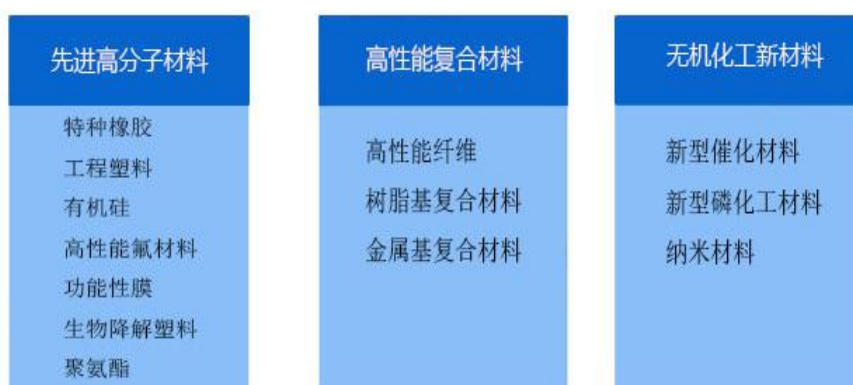 先进高分子材料
特种橡胶
工程塑料
有机硅
高性能氟材料
功能性膜
生物降解塑料
聚氨酯
高性能复合材料
高性能纤维
树脂基复合材料
金属基复合材料
无机化工新材料
新型催化材料
新型磷化工材料
纳米材料